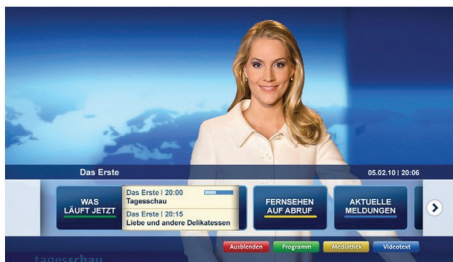 Das Erste
05.02.10 | 20:06
WAS
LÄUFT JETZT
Das Erste | 20:00
Tagesschau
Das Erste | 20:15
Liebe und andere Delikatessen
FERNSEHEN
AUF ABRUF
AKTUELLE
MELDUNGEN
Ausblenden
Programm
Mediathek
Videotext
tagesschau